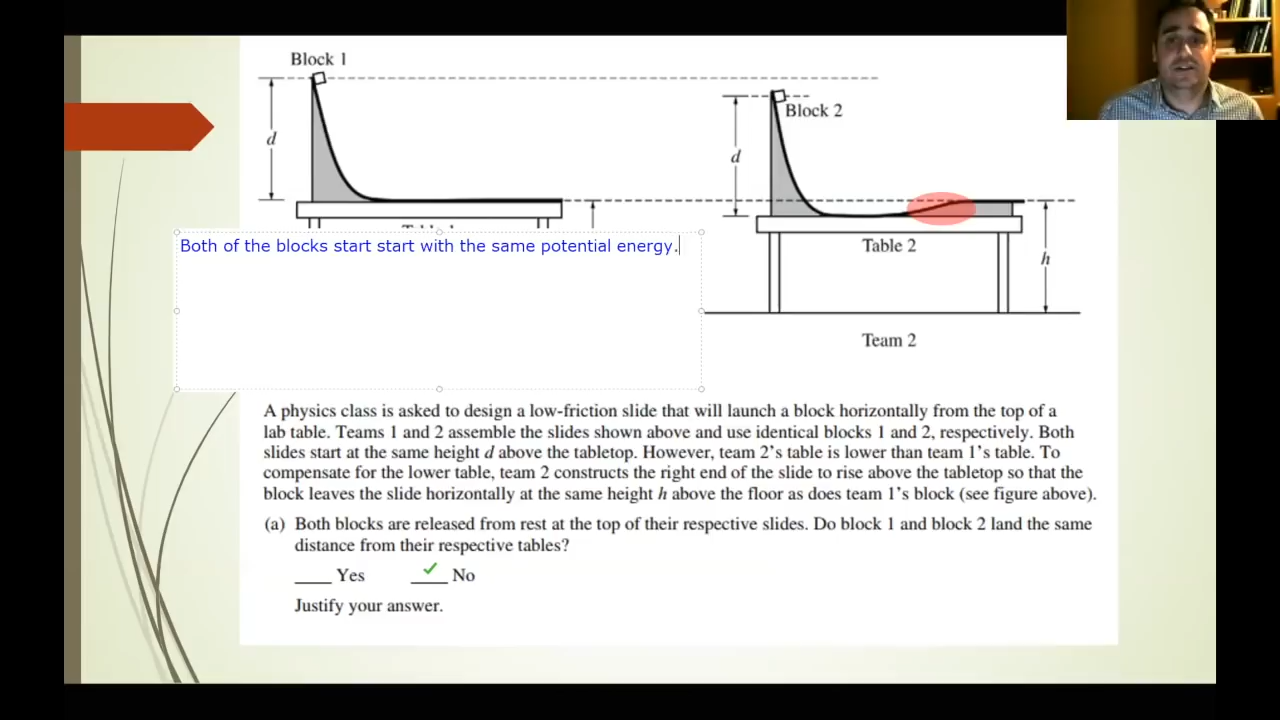 Block 1
d
Block 2
d
Both of the blocks start start with the same potential energy.
Table 2
h
Team 2
A physics class is asked to design a low-friction slide that will launch a block horizontally from the top of a
lab table. Teams 1 and 2 assemble the slides shown above and use identical blocks 1 and 2, respectively. Both
slides start at the same height d above the tabletop. However, team 2's table is lower than team 1's table. To
compensate for the lower table, team 2 constructs the right end of the slide to rise above the tabletop so that the
block leaves the slide horizontally at the same height h above the floor as does team 1's block (see figure above).
(a) Both blocks are released from rest at the top of their respective slides. Do block 1 and block 2 land the same
distance from their respective tables?
____ Yes ____ No
Justify your answer.